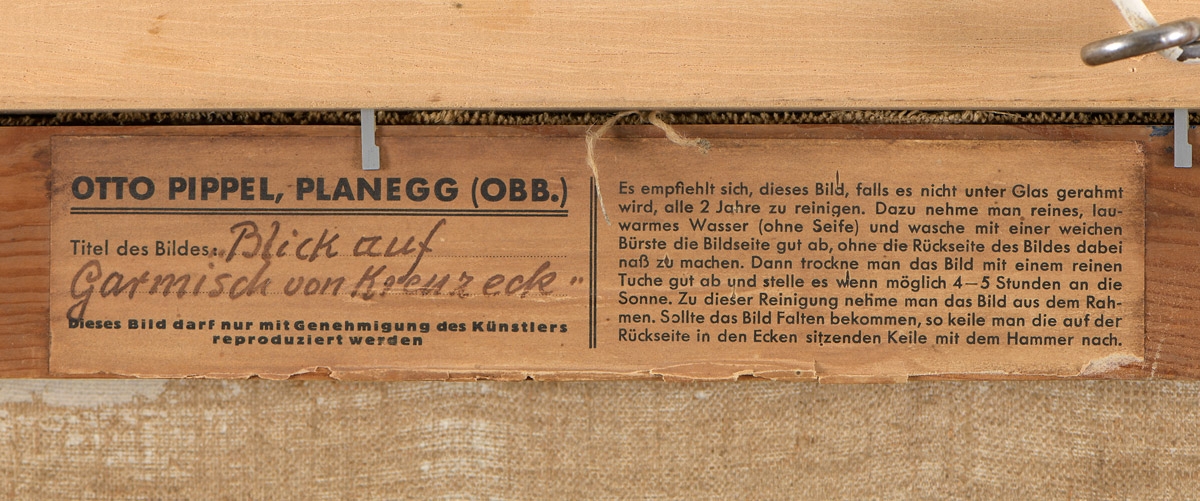 OTTO PIPPEL, PLANEGG (OBB.)
Titel des Bildes: „Blick auf
Garmisch von Kreuzeck"
Dieses Bild darf nur mit Genehmigung des Künstlers
reproduziert werden
Es empfiehlt sich, dieses Bild, falls es nicht unter Glas gerahmt
wird, alle 2 Jahre zu reinigen. Dazu nehme man reines, lau-
warmes Wasser (ohne Seife) und wasche mit einer weichen
Bürste die Bildseite gut ab, ohne die Rückseite des Bildes dabei
naß zu machen. Dann trockne man das Bild mit einem reinen
Tuche gut ab und stelle es wenn möglich 4—5 Stunden an die
Sonne. Zu dieser Reinigung nehme man das Bild aus dem Rah-
men. Sollte das Bild Falten bekommen, so keile man die auf der
Rückseite in den Ecken sitzenden Keile mit dem Hammer nach.